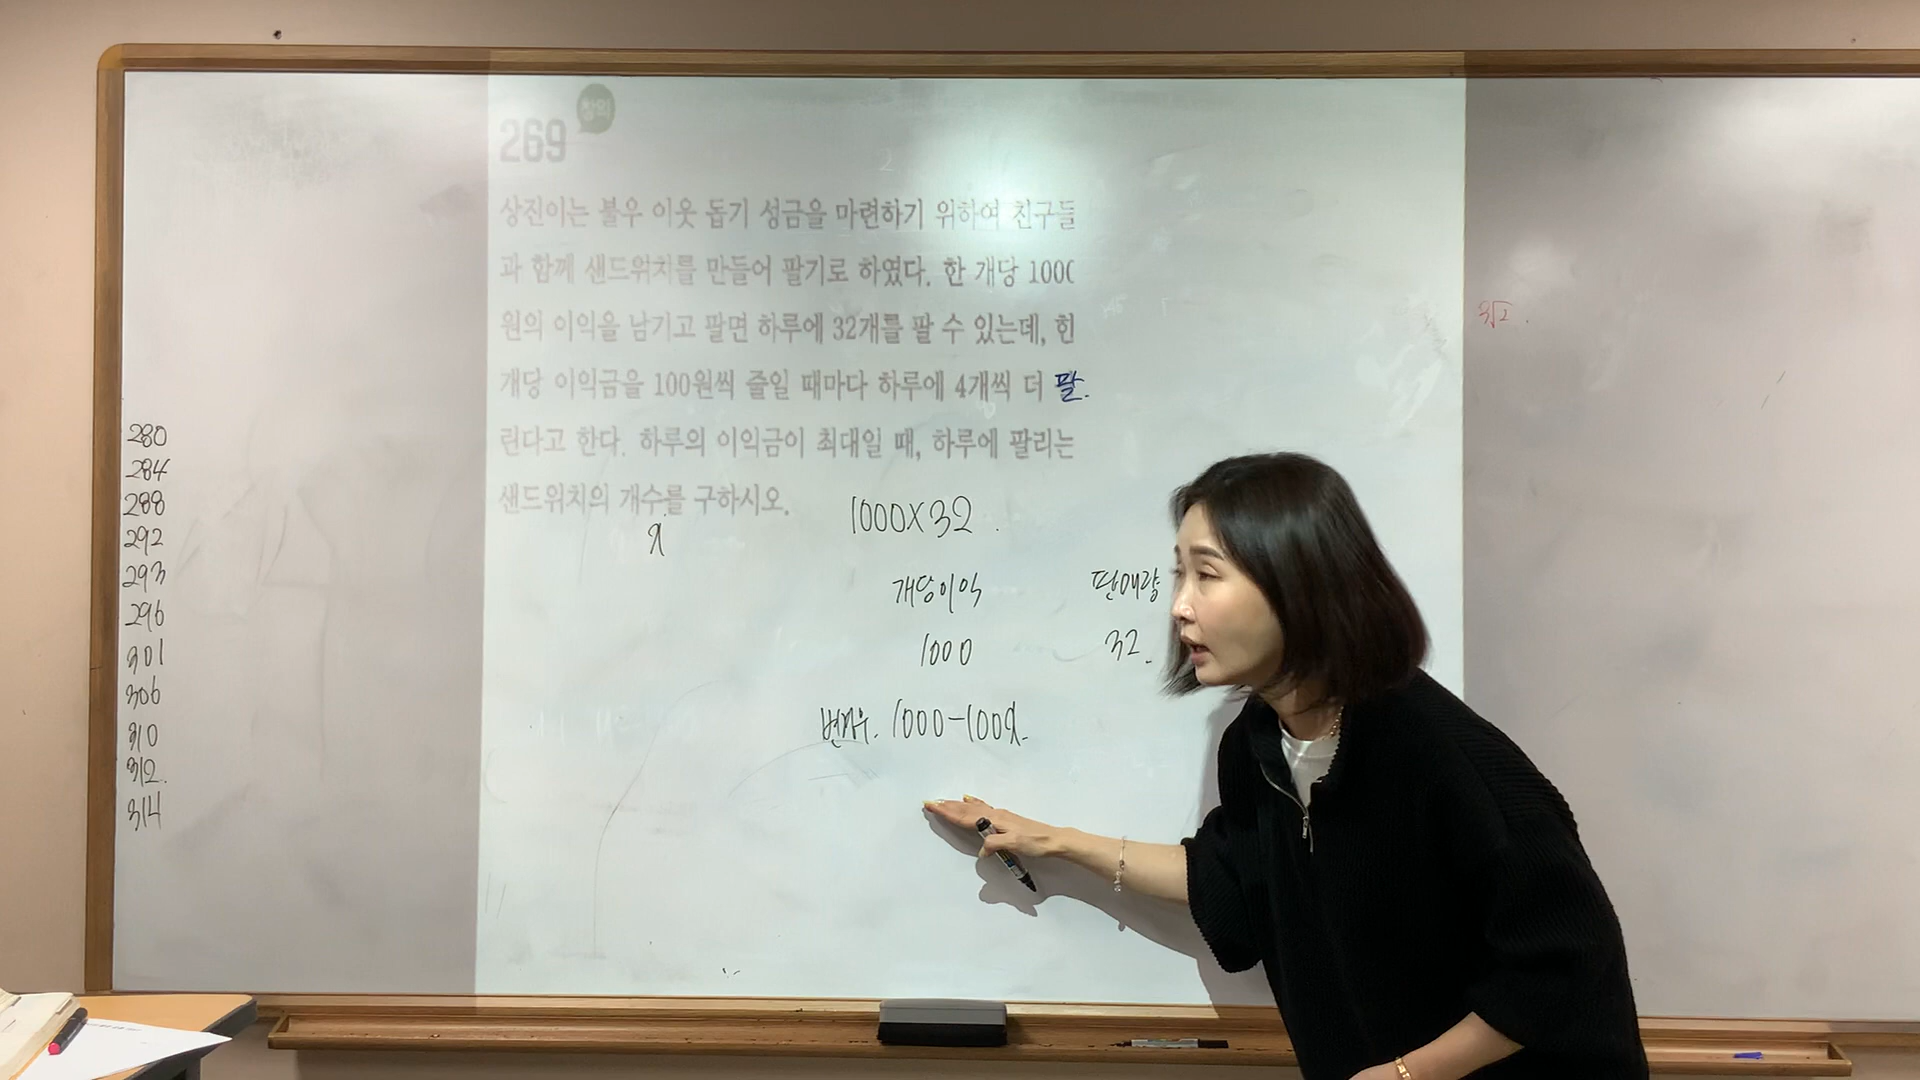 창의
269
상진이는 불우 이웃 돕기 성금을 마련하기 위하여 친구들
과 함께 샌드위치를 만들어 팔기로 하였다. 한 개당 1000
원의 이익을 남기고 팔면 하루에 32개를 팔 수 있는데, 한
개당 이익금을 100원씩 줄일 때마다 하루에 4개씩 더 팔
린다고 한다. 하루의 이익금이 최대일 때, 하루에 팔리는
샌드위치의 개수를 구하시오.
x
1000×32
개당이익 판매량
1000 32
1000-100x
280
284
288
292
293
296
301
306
310
312
314
3√2